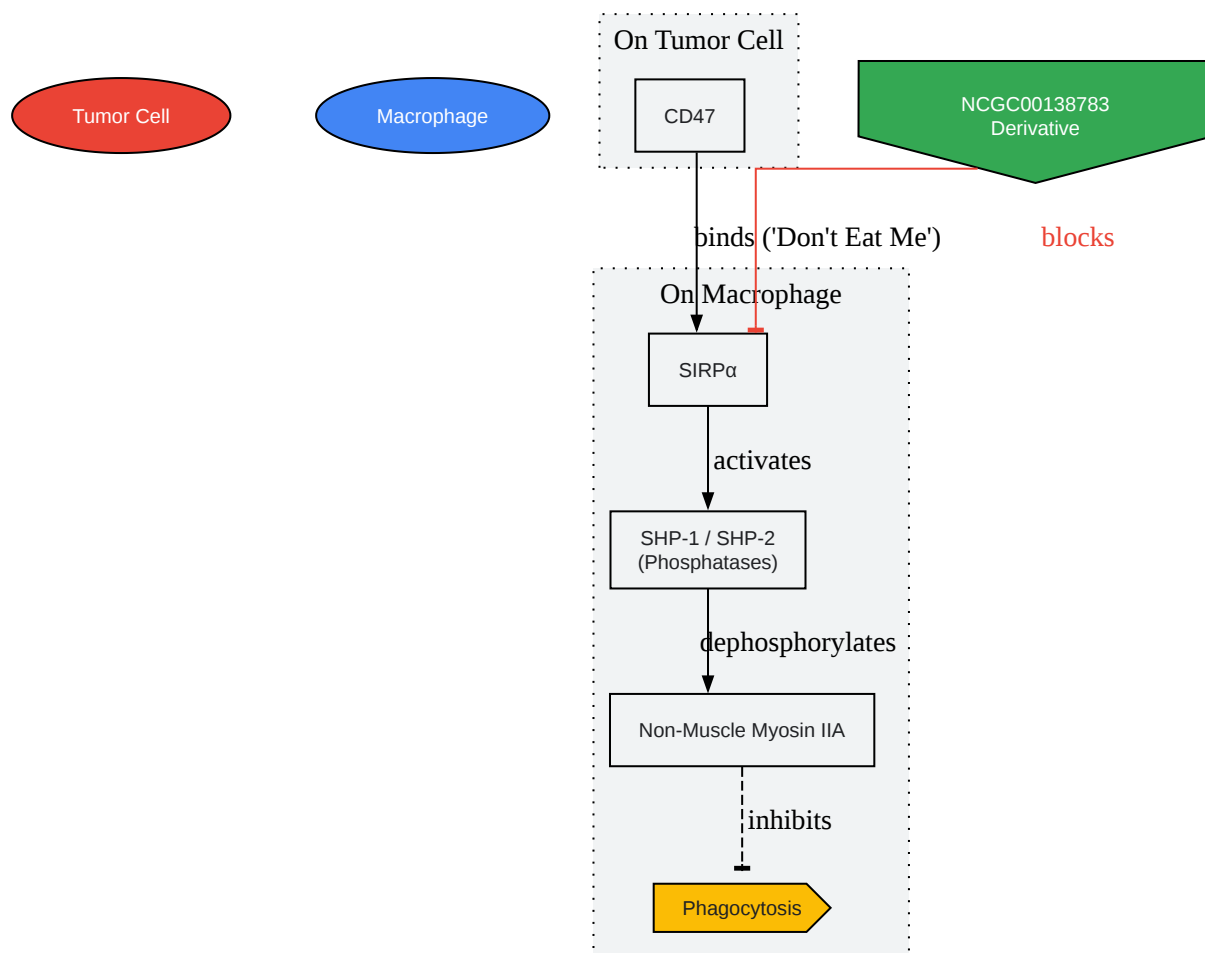 On Tumor Cell
Tumor Cell
Macrophage
CD47
NCGC00138783
Derivative
binds ('Don't Eat Me')
blocks
On Macrophage
SIRPα
activates
SHP-1 / SHP-2
(Phosphatases)
dephosphorylates
Non-Muscle Myosin IIA
inhibits
Phagocytosis